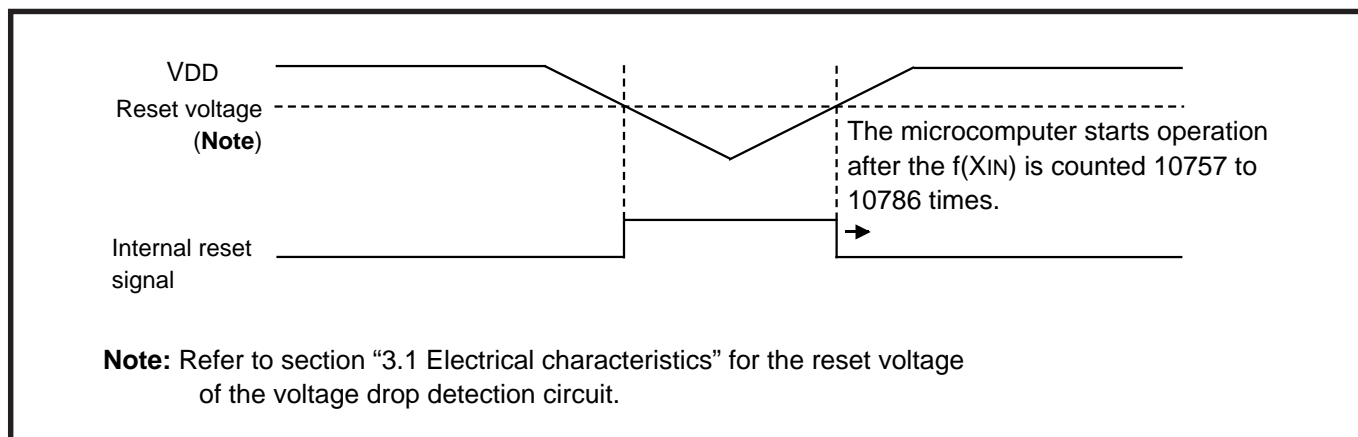 VDD
Reset voltage
(Note)
The microcomputer starts operation
after the f(XIN) is counted 10757 to
10786 times.
Internal reset
signal
Note: Refer to section “3.1 Electrical characteristics” for the reset voltage
of the voltage drop detection circuit.